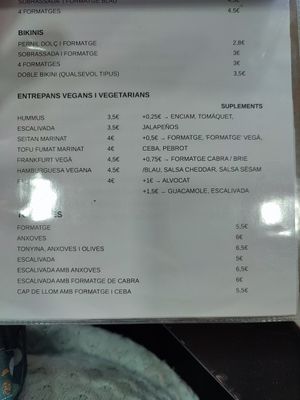 SOBRASSADA I FORMATGE BLAU 4,5€
4 FORMATGES 4,5€
BIKINIS
PERNIL DOLÇ I FORMATGE 2,8€
SOBRASSADA I FORMATGE 3€
4 FORMATGES 3€
DOBLE BIKINI (QUALSEVOL TIPUS) 3,5€
ENTREPANS VEGANS I VEGETARIANS
SUPLEMENTS
HUMMUS 3,5€ +0,25€ → ENCIAM, TOMÀQUET,
ESCALIVADA 3,5€ JALAPEÑOS
SEITAN MARINAT 4€ +0,5€ → FORMATGE, 'FORMATGE' VEGÀ,
TOFU FUMAT MARINAT 4€ CEBA, PEBROT
FRANKFURT VEGÀ 4,5€ +0,75€ → FORMATGE CABRA / BRIE
HAMBURGUESA VEGANA 4,5€ /BLAU, SALSA CHEDDAR, SALSA SÈSAM
4€ +1€ → ALVOCAT
+1,5€ → GUACAMOLE, ESCALIVADA
FORMATGE 5,5€
ANXOVES 6€
TONYINA, ANXOVES I OLIVES 6,5€
ESCALIVADA 5€
ESCALIVADA AMB ANXOVES 6,5€
ESCALIVADA AMB FORMATGE DE CABRA 6€
CAP DE LLOM AMB FORMATGE I CEBA 5,5€